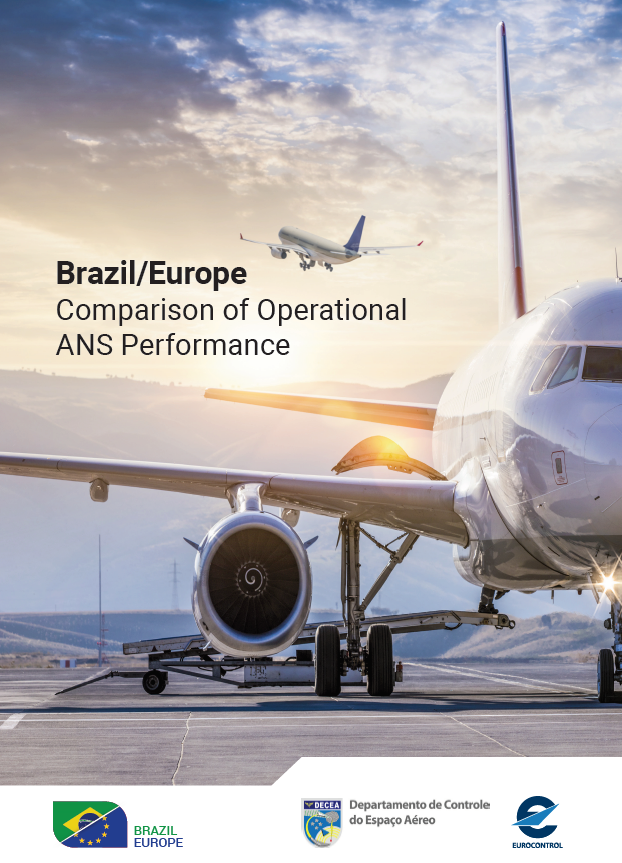 Brazil/Europe
Comparison of Operational
ANS Performance
BRAZIL
EUROPE
DECEA
Departamento de Controle
do Espaço Aéreo
EUROCONTROL